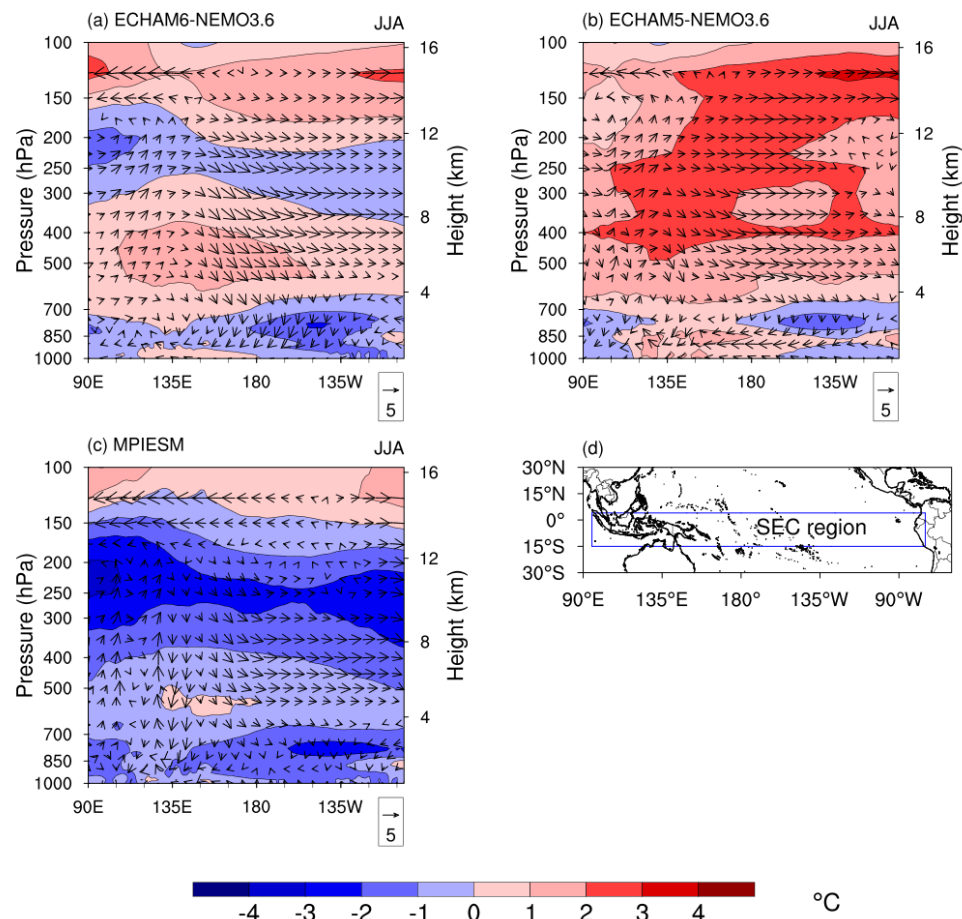 (a) ECHAM6-NEMO3.6 JJA
100
150
200
250
300
400
500
700
850
1000
Pressure (hPa)
16
12
8
4
Height (km)
90E 135E 180 135W
5
(b) ECHAM5-NEMO3.6 JJA
100
150
200
250
300
400
500
700
850
1000
Pressure (hPa)
16
12
8
4
Height (km)
90E 135E 180 135W
5
(c) MPIESM JJA
100
150
200
250
300
400
500
700
850
1000
Pressure (hPa)
16
12
8
4
Height (km)
90E 135E 180 135W
5
(d)
30°N
15°N
0°
15°S
30°S
SEC region
90°E 135°E 180° 135°W 90°W
-4 -3 -2 -1 0 1 2 3 4 °C